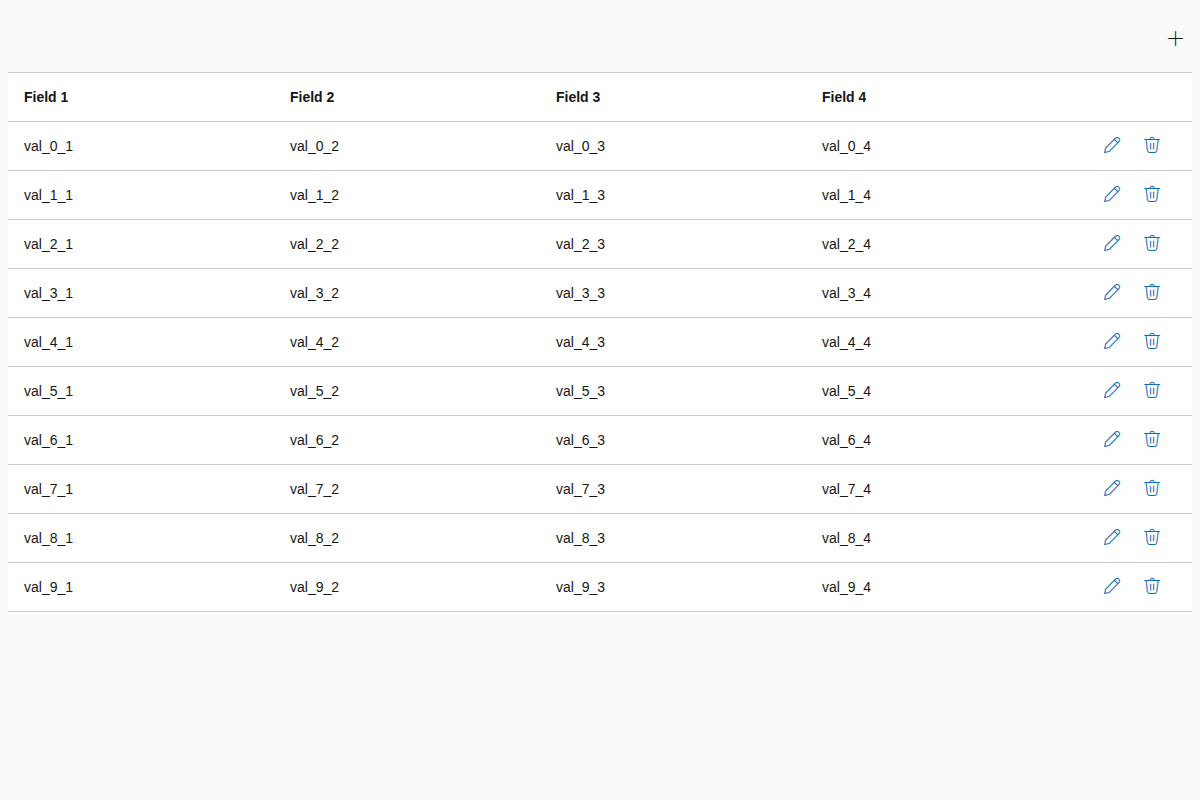 Field 1 Field 2 Field 3 Field 4
val_0_1 val_0_2 val_0_3 val_0_4
val_1_1 val_1_2 val_1_3 val_1_4
val_2_1 val_2_2 val_2_3 val_2_4
val_3_1 val_3_2 val_3_3 val_3_4
val_4_1 val_4_2 val_4_3 val_4_4
val_5_1 val_5_2 val_5_3 val_5_4
val_6_1 val_6_2 val_6_3 val_6_4
val_7_1 val_7_2 val_7_3 val_7_4
val_8_1 val_8_2 val_8_3 val_8_4
val_9_1 val_9_2 val_9_3 val_9_4